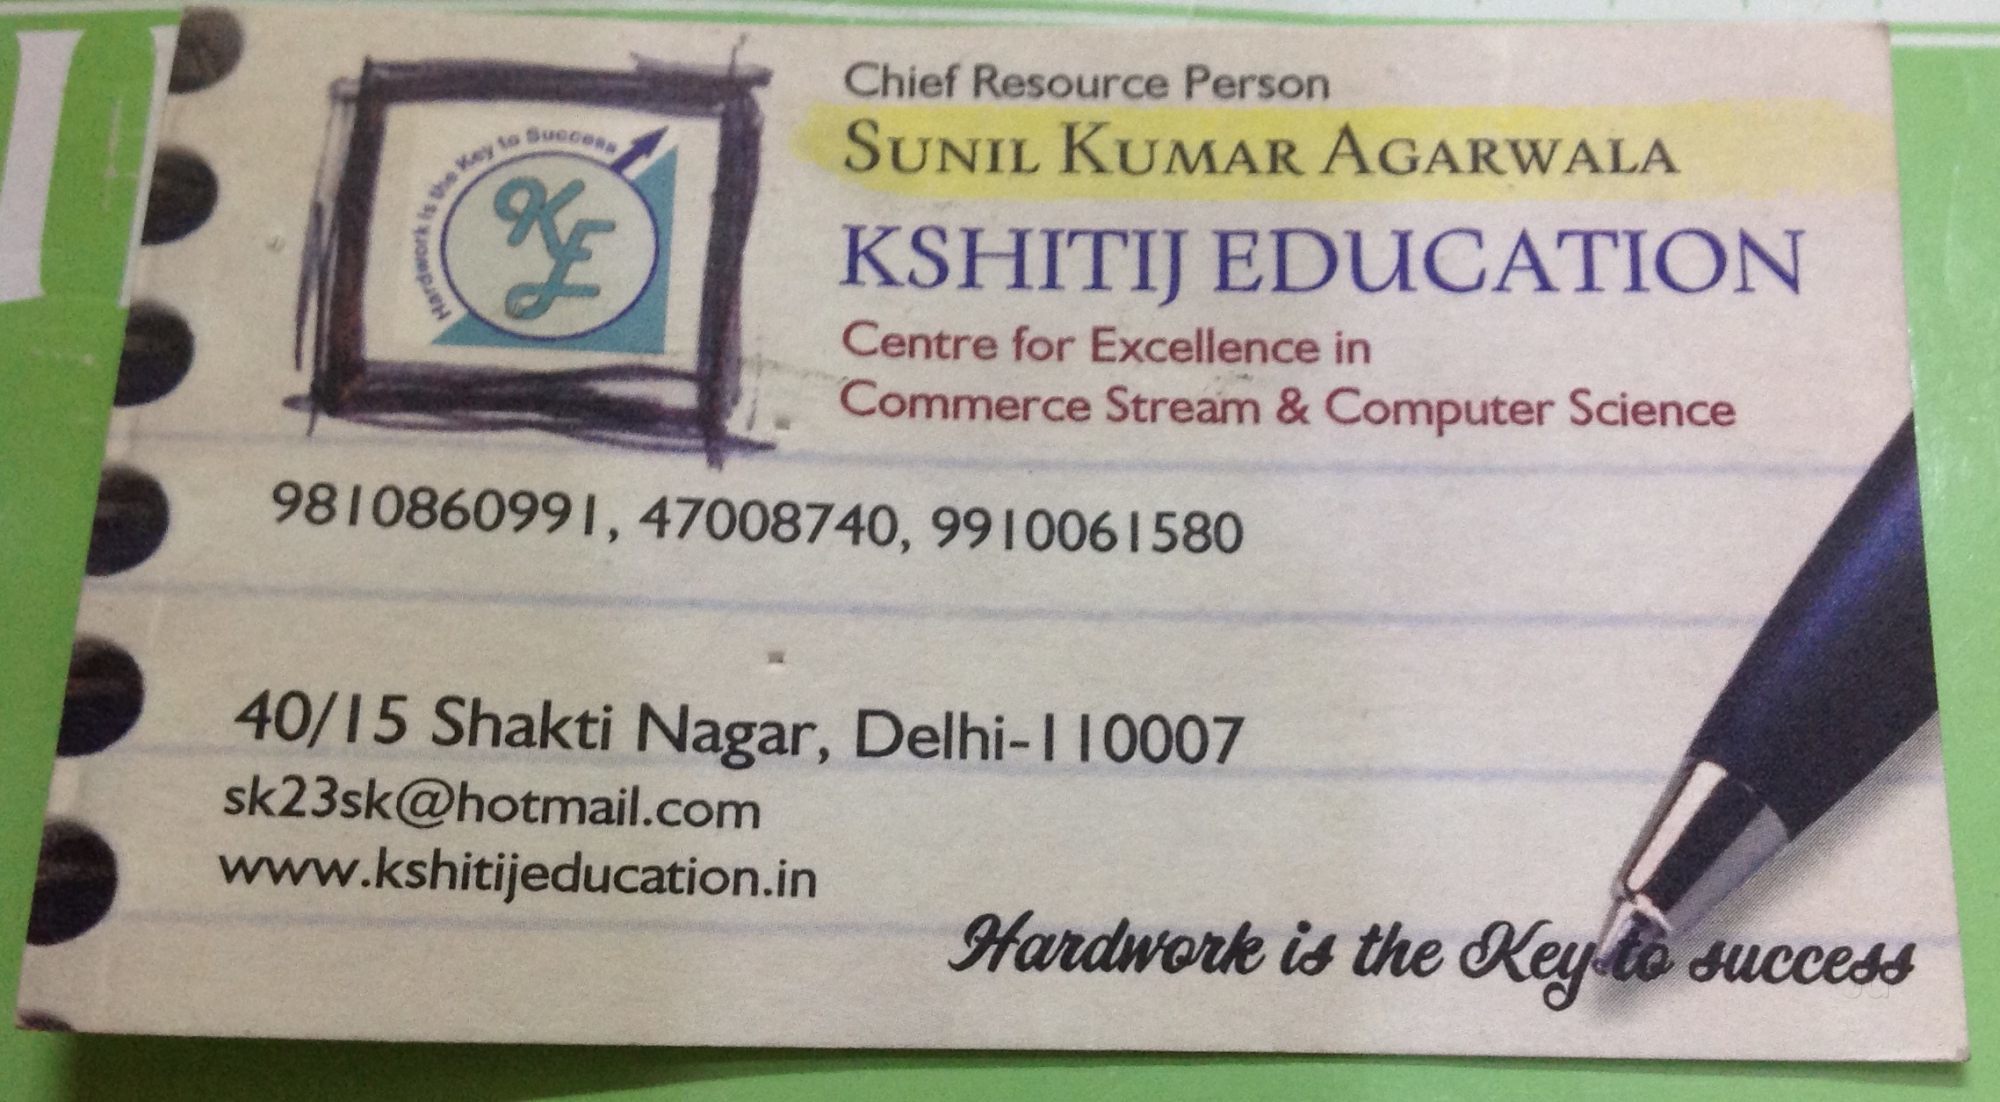 Hardwork is the Key to Success
KE
Chief Resource Person
SUNIL KUMAR AGARWALA
KSHITIJ EDUCATION
Centre for Excellence in
Commerce Stream & Computer Science
9810860991, 47008740, 9910061580
40/15 Shakti Nagar, Delhi-110007
sk23sk@hotmail.com
www.kshitijeducation.in
Hardwork is the Key to success